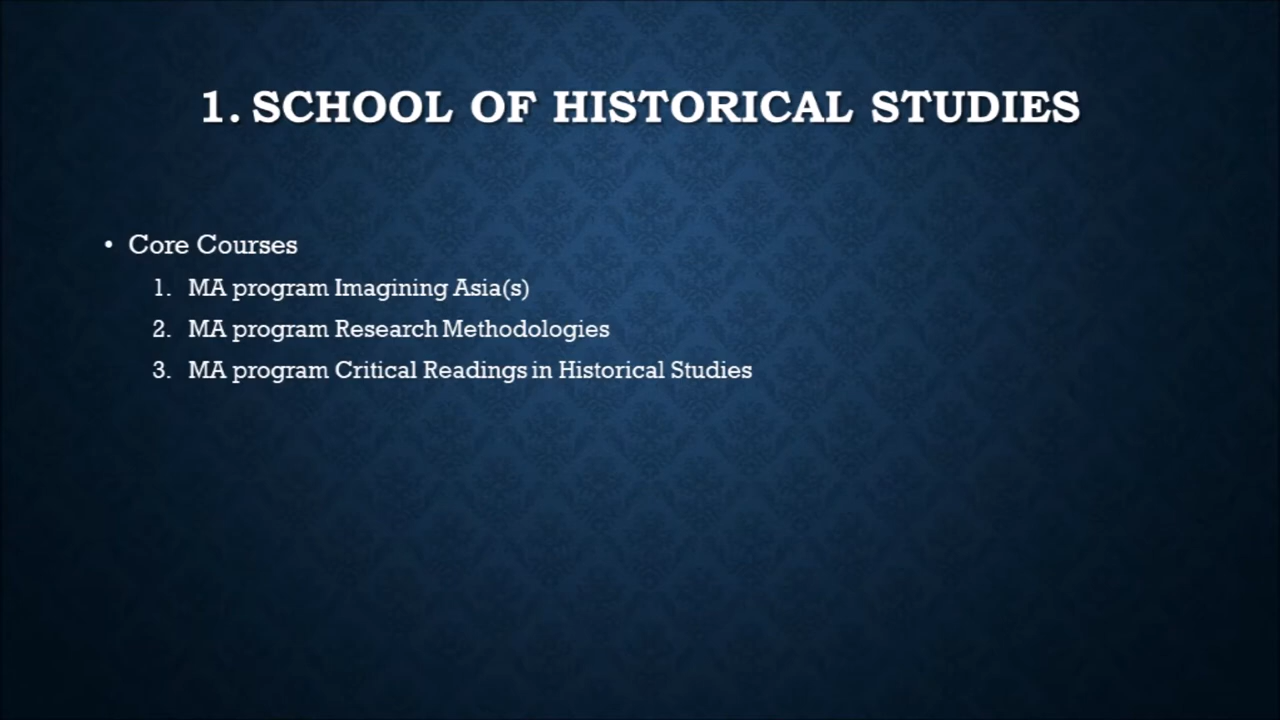 1. SCHOOL OF HISTORICAL STUDIES
• Core Courses
1. MA program Imagining Asia(s)
2. MA program Research Methodologies
3. MA program Critical Readings in Historical Studies